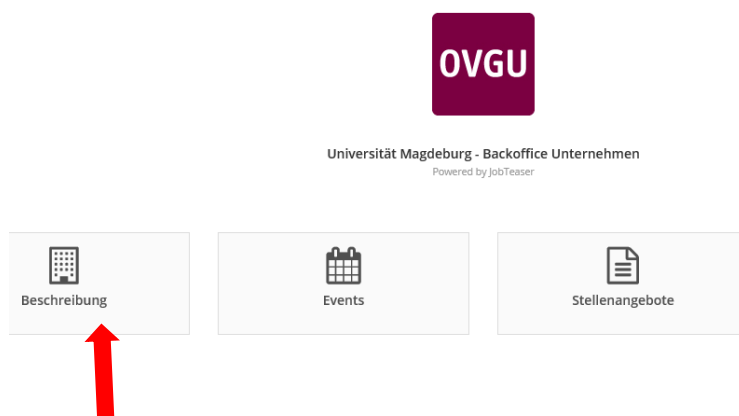 OVGU
Universität Magdeburg - Backoffice Unternehmen
Powered by JobTeaser
Beschreibung
Events
Stellenangebote